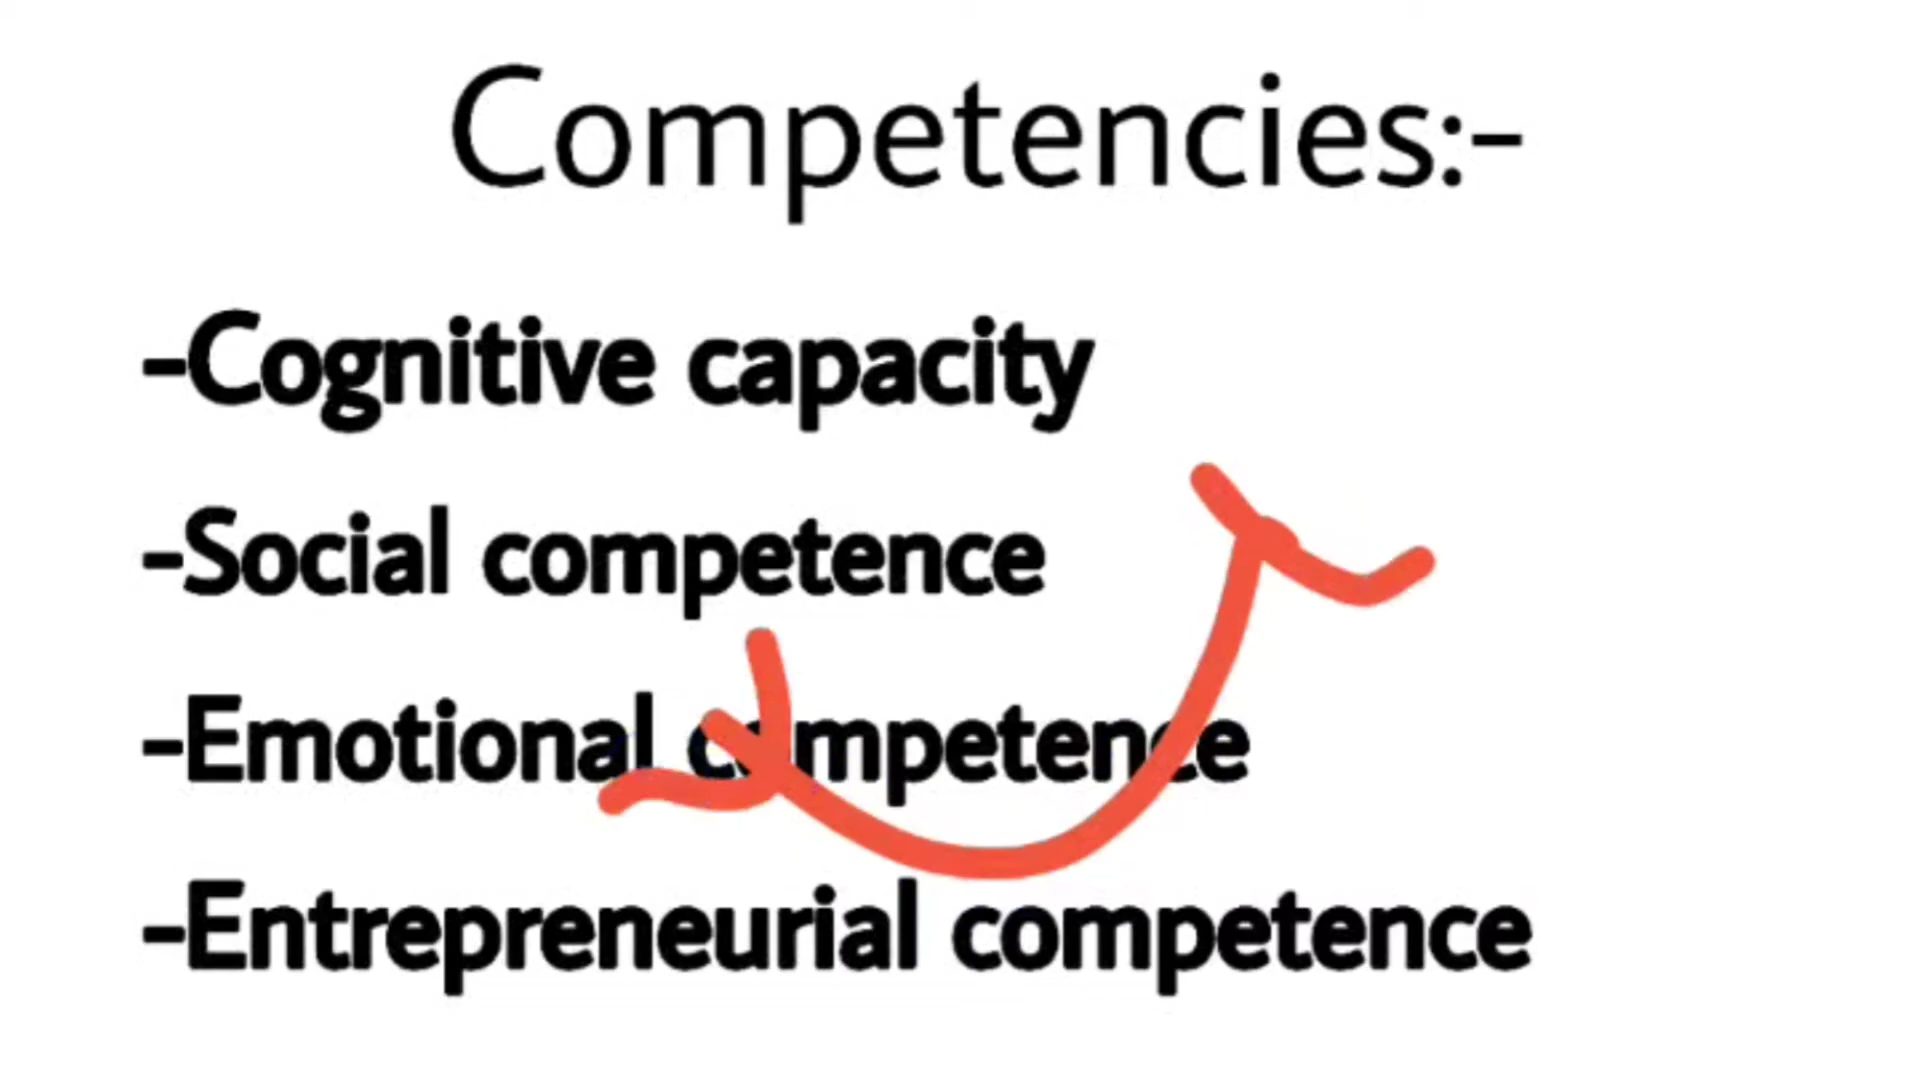 Competencies:-
-Cognitive capacity
-Social competence
-Emotional competence
-Entrepreneurial competence